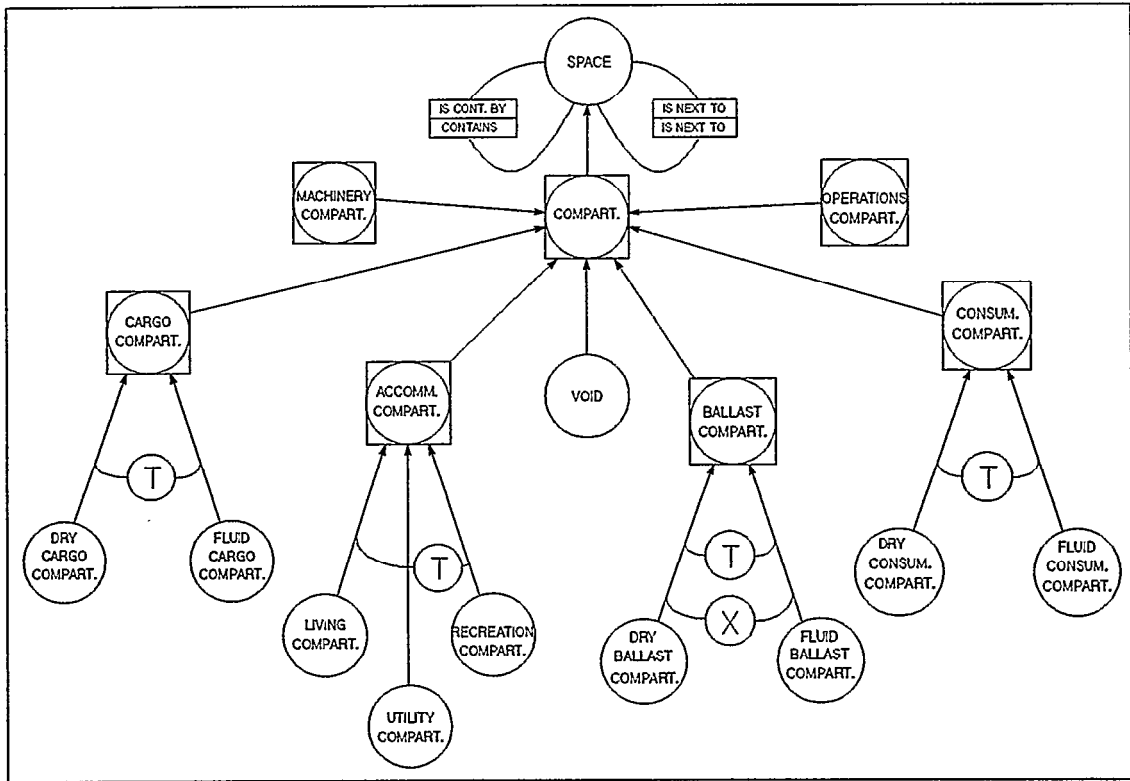 SPACE
IS CONT. BY
CONTAINS
IS NEXT TO
IS NEXT TO
MACHINERY
COMPART.
COMPART.
OPERATIONS
COMPART.
CARGO
COMPART.
CONSUM.
COMPART.
ACCOMM.
COMPART.
VOID
BALLAST
COMPART.
T
T
DRY
CARGO
COMPART.
FLUID
CARGO
COMPART.
T
T
DRY
CONSUM.
COMPART.
FLUID
CONSUM.
COMPART.
LIVING
COMPART.
RECREATION
COMPART.
X
DRY
BALLAST
COMPART.
FLUID
BALLAST
COMPART.
UTILITY
COMPART.